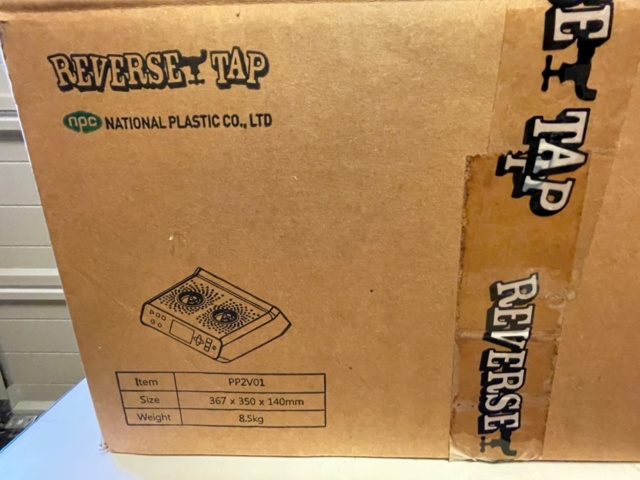 REVERSE TAP
npc NATIONAL PLASTIC CO., LTD
Item PP2V01
Size 367 x 350 x 140mm
Weight 8.5kg
E TAP
REVERSE